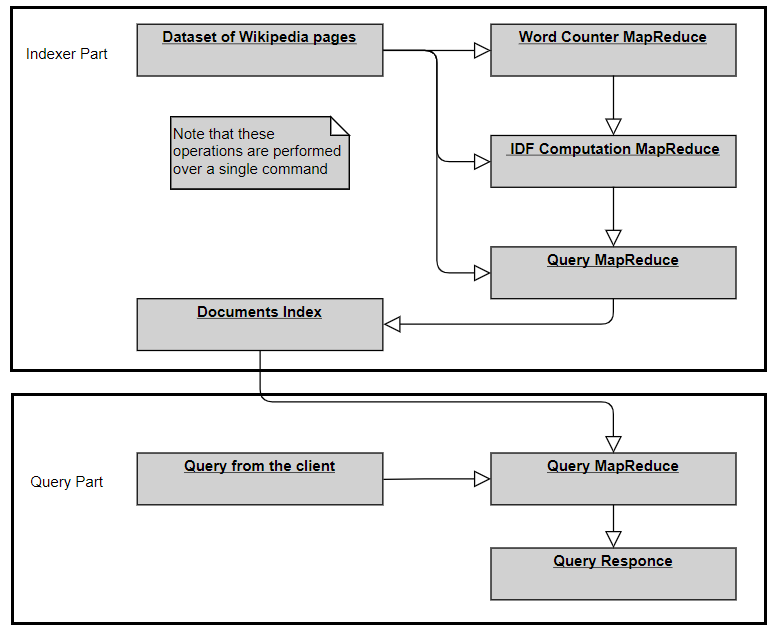 Dataset of Wikipedia pages
Word Counter MapReduce
Indexer Part
Note that these
operations are performed
over a single command
IDF Computation MapReduce
Query MapReduce
Documents Index
Query from the client
Query MapReduce
Query Part
Query Responce